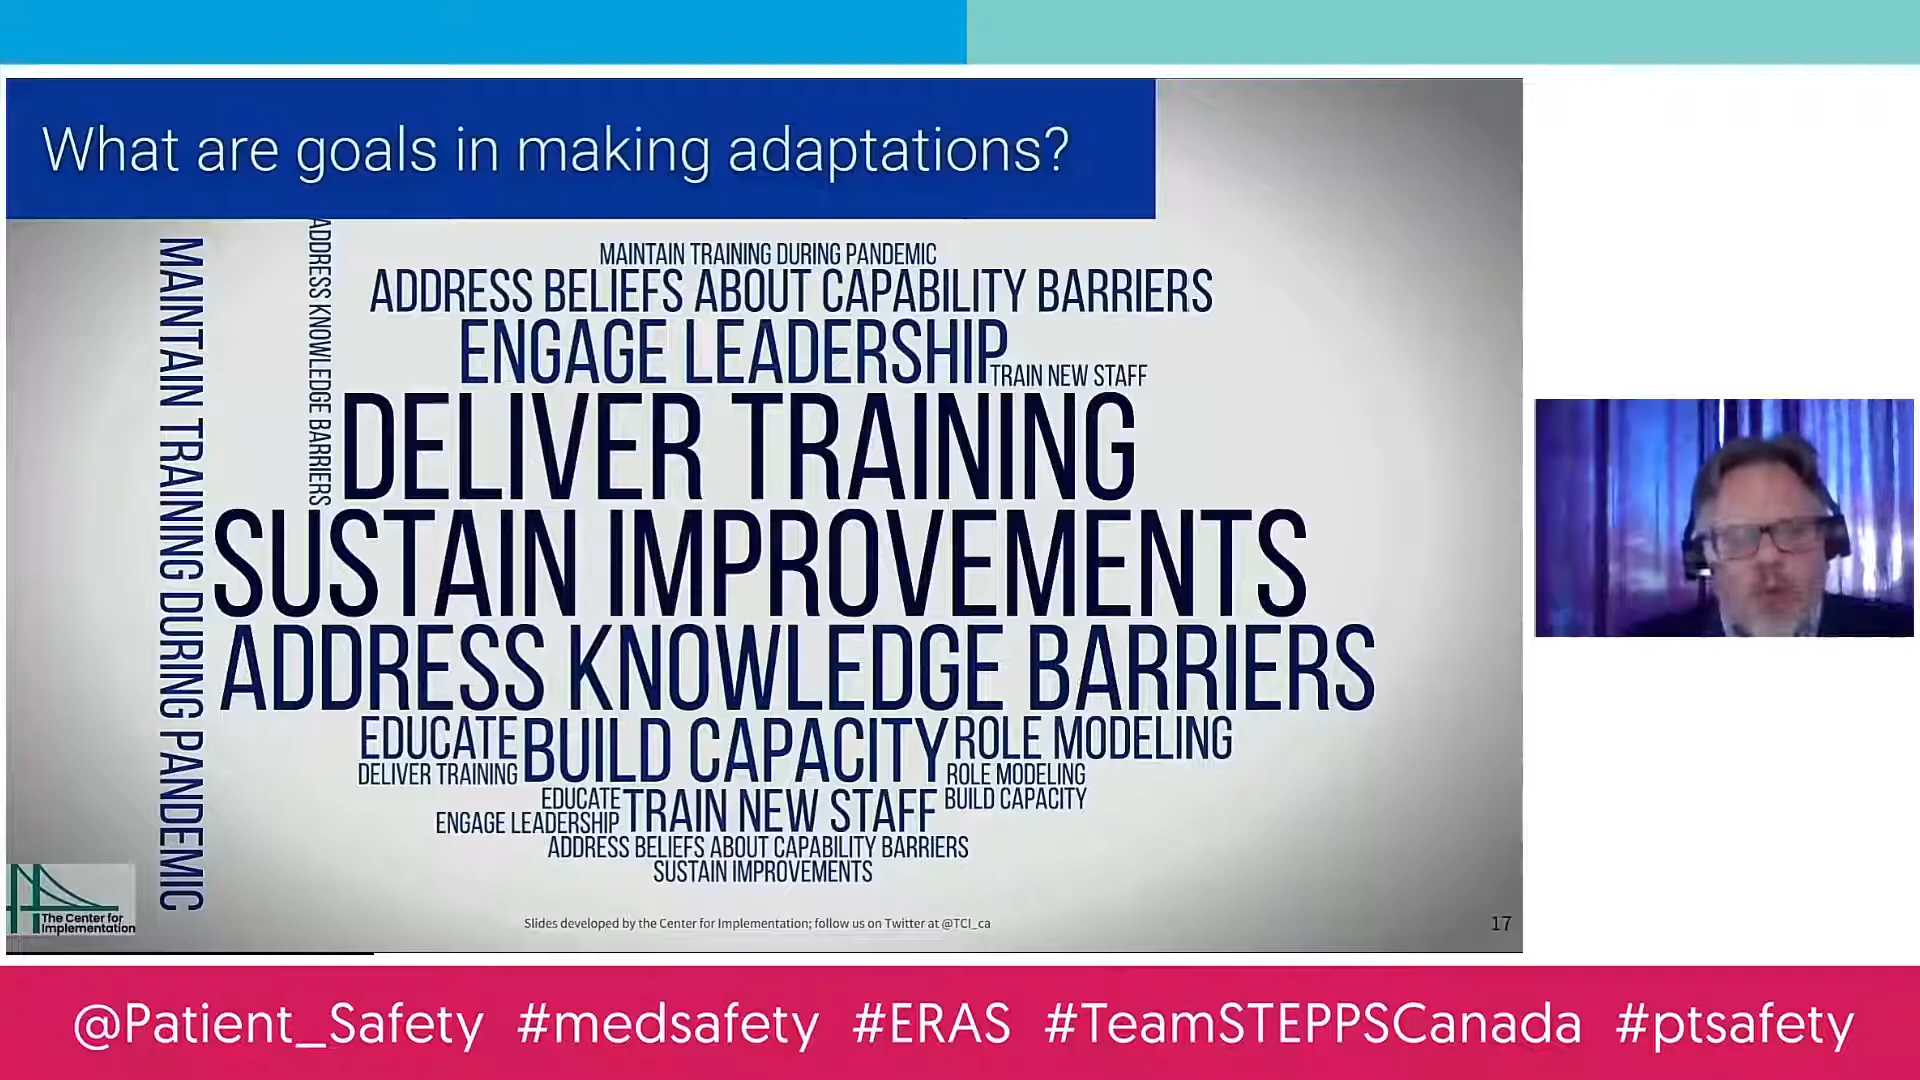 What are goals in making adaptations?
MAINTAIN TRAINING DURING PANDEMIC
ADDRESS KNOWLEDGE BARRIERS
MAINTAIN TRAINING DURING PANDEMIC
ADDRESS BELIEFS ABOUT CAPABILITY BARRIERS
ENGAGE LEADERSHIP
TRAIN NEW STAFF
DELIVER TRAINING
SUSTAIN IMPROVEMENTS
ADDRESS KNOWLEDGE BARRIERS
EDUCATE
BUILD CAPACITY
ROLE MODELING
DELIVER TRAINING
ROLE MODELING
EDUCATE
TRAIN NEW STAFF
BUILD CAPACITY
ENGAGE LEADERSHIP
ADDRESS BELIEFS ABOUT CAPABILITY BARRIERS
SUSTAIN IMPROVEMENTS
The Center for
Implementation
Slides developed by the Center for Implementation; follow us on Twitter at @TCI_ca
17
@Patient_Safety #medsafety #ERAS #TeamSTEPPSCanada #ptsafety